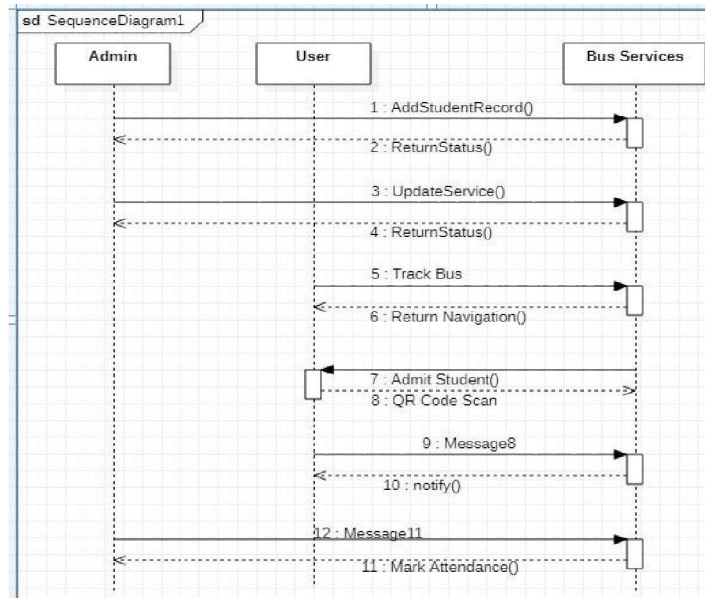 sd SequenceDiagram1
Admin
User
Bus Services
1 : AddStudentRecord()
2 : ReturnStatus()
3 : UpdateService()
4 : ReturnStatus()
5 : Track Bus
6 : Return Navigation()
7 : Admit Student()
8 : QR Code Scan
9 : Message8
10 : notify()
12 : Message11
11 : Mark Attendance()